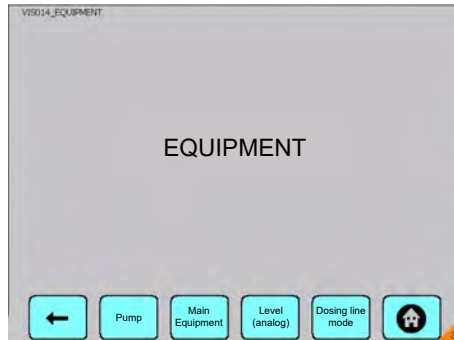 VIS014_EQUIPMENT
EQUIPMENT
Pump
Main
Equipment
Level
(analog)
Dosing line
mode